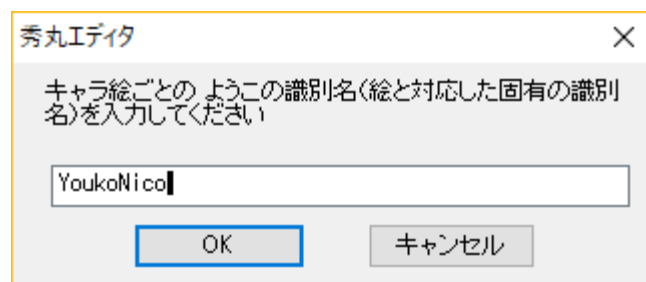 秀丸エディタ
キャラ絵ごとの ようこの識別名(絵と対応した固有の識別
名)を入力してください
YoukoNico
OK
キャンセル